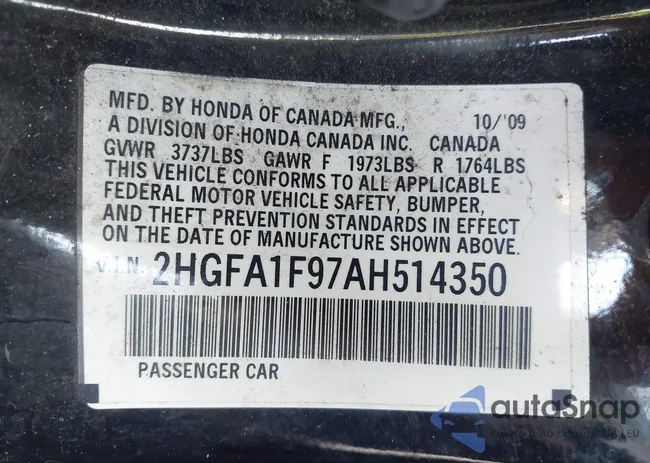 MFD. BY HONDA OF CANADA MFG., 10/'09
A DIVISION OF HONDA CANADA INC. CANADA
GVWR 3737LBS GAWR F 1973LBS R 1764LBS
THIS VEHICLE CONFORMS TO ALL APPLICABLE
FEDERAL MOTOR VEHICLE SAFETY, BUMPER,
AND THEFT PREVENTION STANDARDS IN EFFECT
ON THE DATE OF MANUFACTURE SHOWN ABOVE.
V.I.N. 2HGFA1F97AH514350
PASSENGER CAR
autoSnap